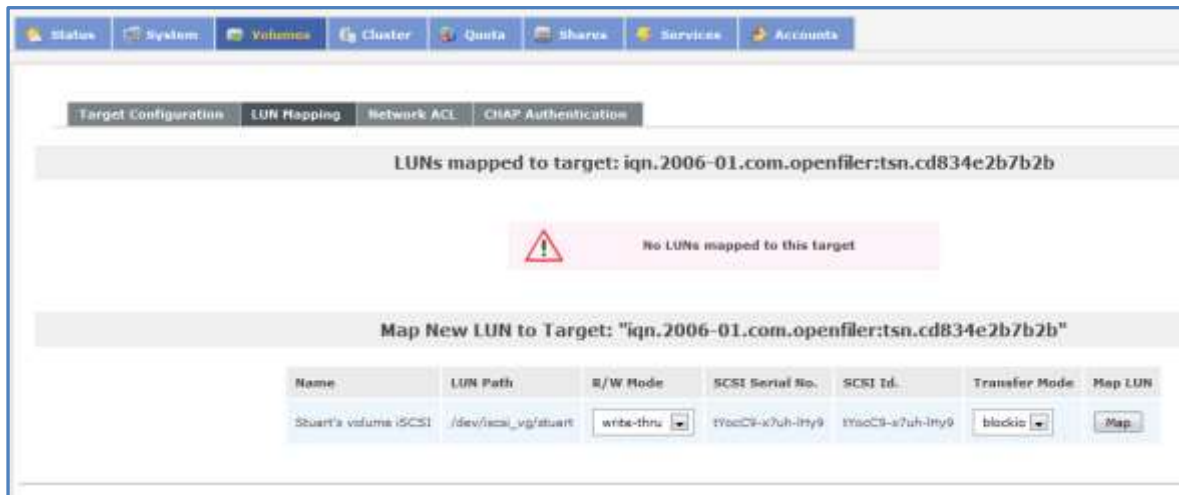 Status System Volumes Cluster Quota Shares Services Accounts
Target Configuration LUN Mapping Network ACL CHAP Authentication
LUNs mapped to target: iqn.2006-01.com.openfiler:tsn.cd834e2b7b2b
No LUNs mapped to this target
Map New LUN to Target: "iqn.2006-01.com.openfiler:tsn.cd834e2b7b2b"
Name LUN Path R/W Mode SCSI Serial No. SCSI Id. Transfer Mode Map LUN
Stuart's volume iSCSI /dev/iscsi_vg/stuart write-thru blockio Map